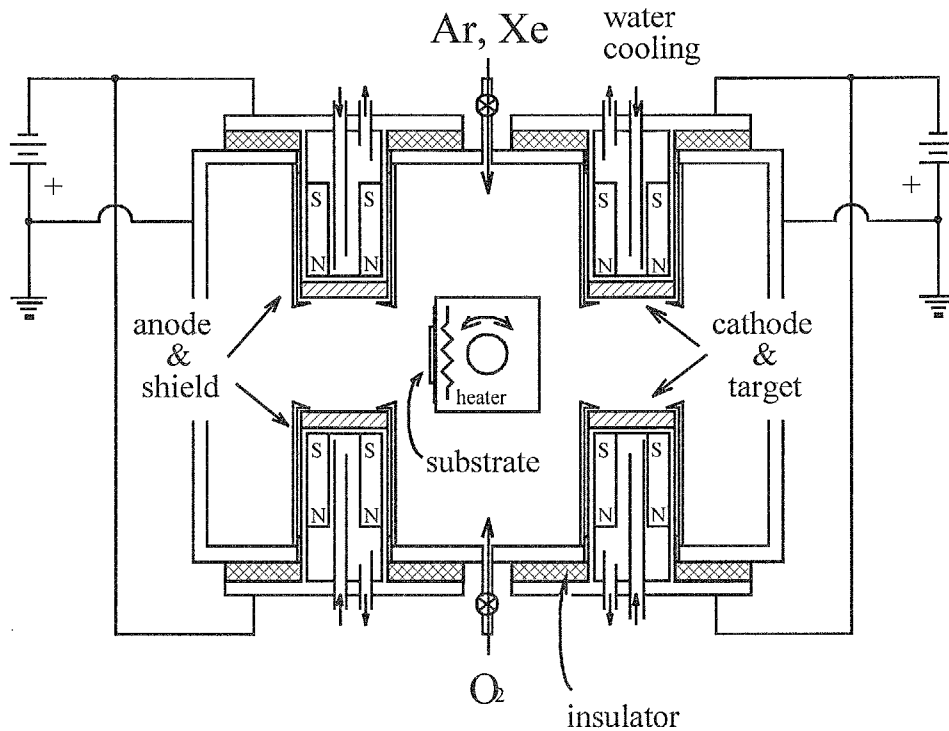 Ar, Xe
water
cooling
+
+
S S
N N
S S
N N
anode
&
shield
cathode
&
target
heater
substrate
S S
N N
S S
N N
O2
insulator